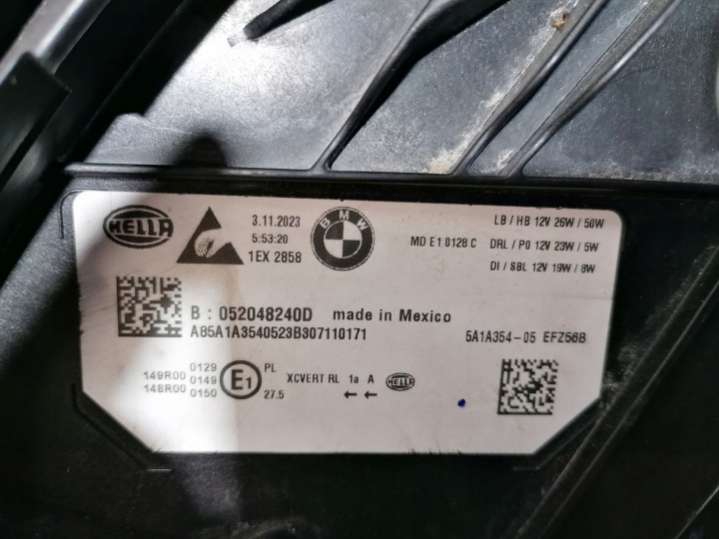 HELLA
3.11.2023
5:53:20
1EX 2858
BMW
MD E1 0128 C
LB / HB 12V 26W / 50W
DRL / PO 12V 23W / 5W
DI / SBL 12V 19W / 8W
B : 052048240D made in Mexico
A85A1A3540523B307110171
5A1A354-05 EFZ56B
149R00 0129
0149
148R00 0150
E1
PL
27.5
XCVERT RL 1a A
←←
HELLA